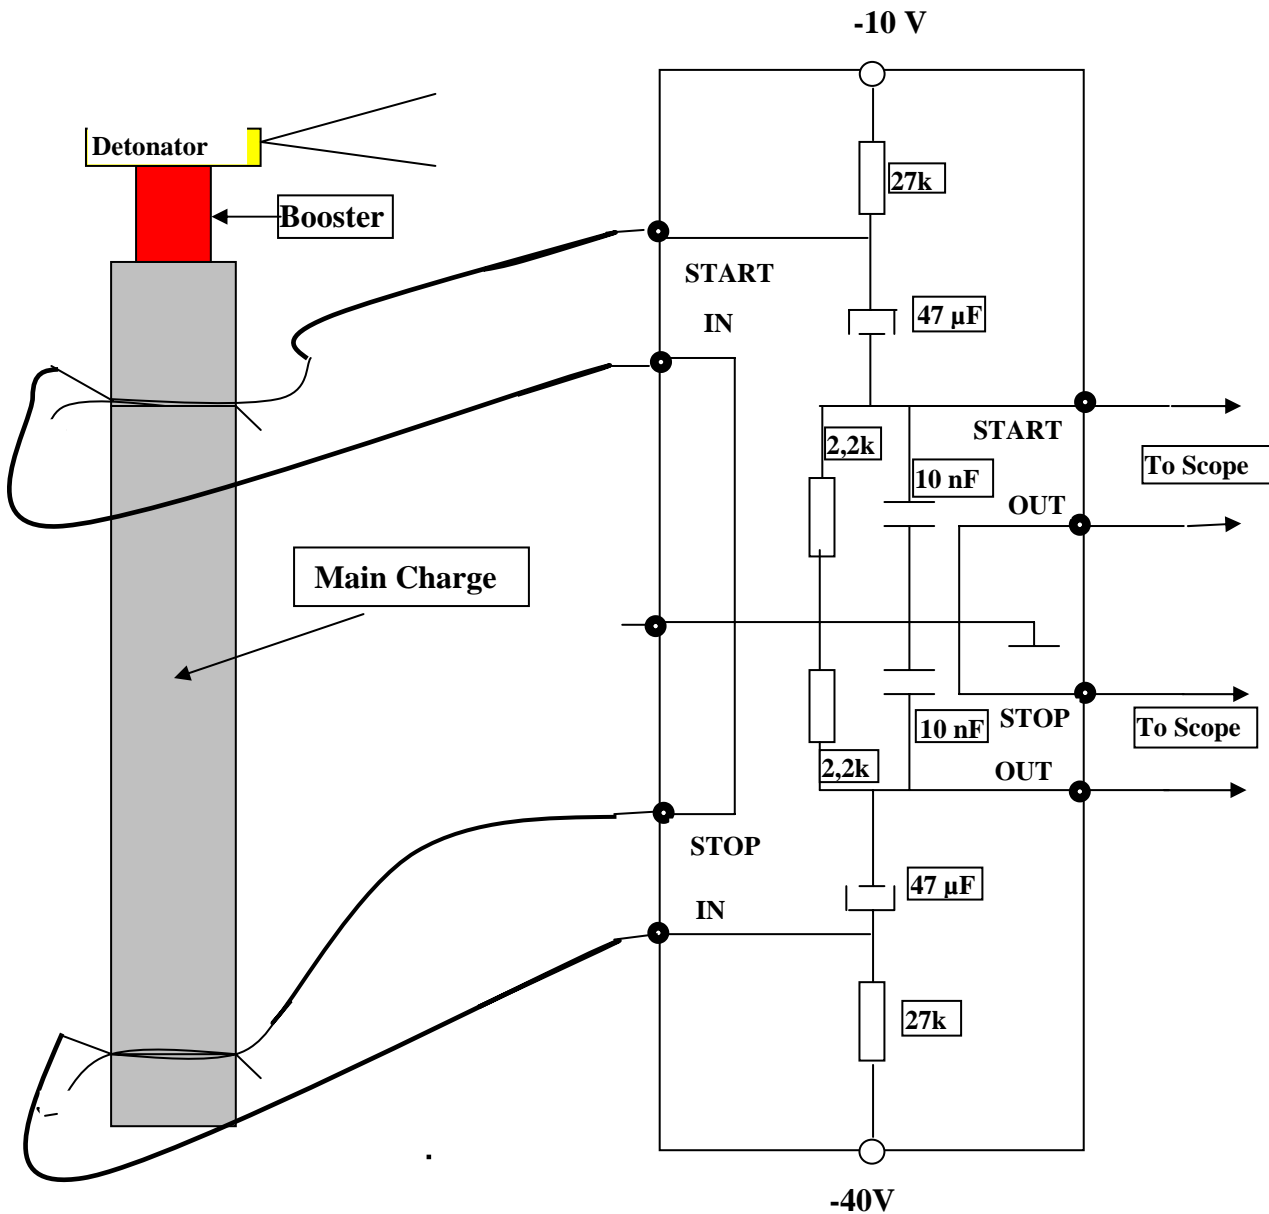 -10 V
Detonator
27k
Booster
START
IN
47 µF
START
2,2k
To Scope
10 nF
OUT
Main Charge
STOP
10 nF
To Scope
2,2k
OUT
STOP
47 µF
IN
27k
-40V